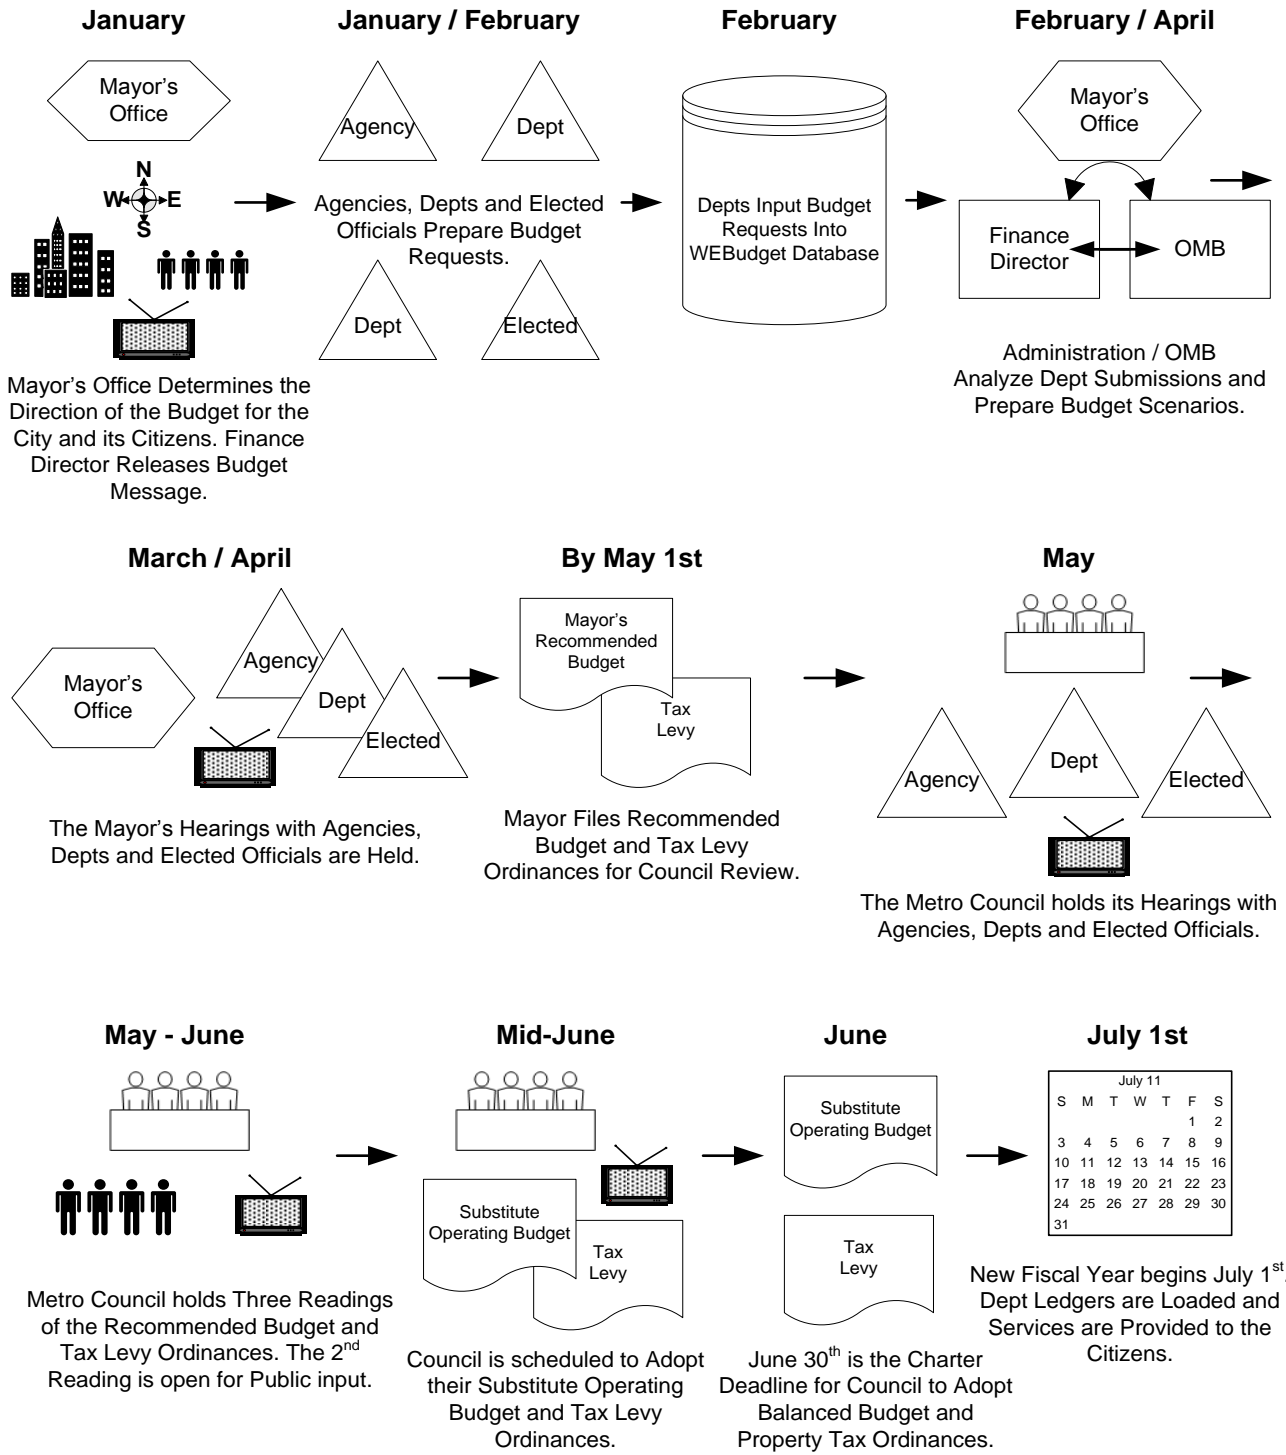 January
Mayor's
Office
N
W E
S
Mayor's Office Determines the
Direction of the Budget for the
City and its Citizens. Finance
Director Releases Budget
Message.
January / February
Agency
Dept
Agencies, Depts and Elected
Officials Prepare Budget
Requests.
Dept
Elected
February
Depts Input Budget
Requests Into
WEBudget Database
February / April
Mayor's
Office
Finance
Director
OMB
Administration / OMB
Analyze Dept Submissions and
Prepare Budget Scenarios.
March / April
Mayor's
Office
Agency
Dept
Elected
The Mayor's Hearings with Agencies,
Depts and Elected Officials are Held.
By May 1st
Mayor's
Recommended
Budget
Tax
Levy
Mayor Files Recommended
Budget and Tax Levy
Ordinances for Council Review.
May
Agency
Dept
Elected
The Metro Council holds its Hearings with
Agencies, Depts and Elected Officials.
May - June
Metro Council holds Three Readings
of the Recommended Budget and
Tax Levy Ordinances. The 2nd
Reading is open for Public input.
Mid-June
Substitute
Operating Budget
Tax
Levy
Council is scheduled to Adopt
their Substitute Operating
Budget and Tax Levy
Ordinances.
June
Substitute
Operating Budget
Tax
Levy
June 30th is the Charter
Deadline for Council to Adopt
Balanced Budget and
Property Tax Ordinances.
July 1st
July 11
S M T W T F S
1 2
3 4 5 6 7 8 9
10 11 12 13 14 15 16
17 18 19 20 21 22 23
24 25 26 27 28 29 30
31
New Fiscal Year begins July 1st.
Dept Ledgers are Loaded and
Services are Provided to the
Citizens.